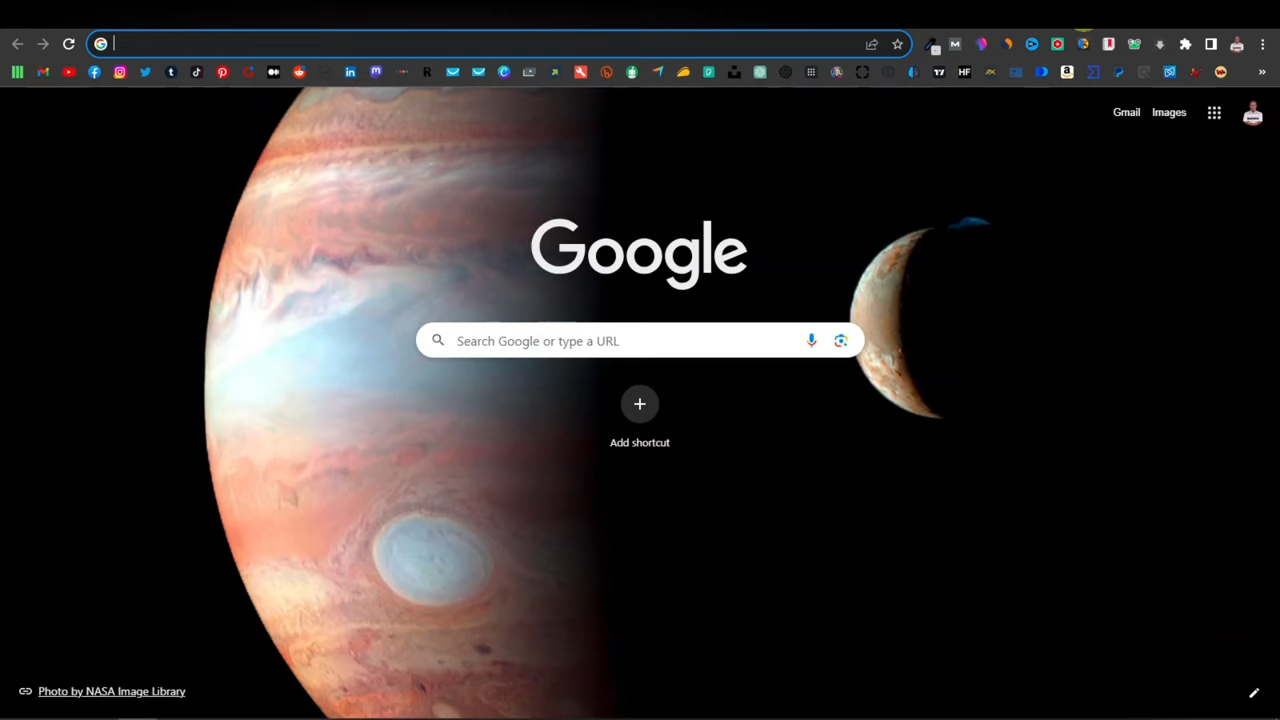 Gmail Images
Google
Search Google or type a URL
Add shortcut
Photo by NASA Image Library